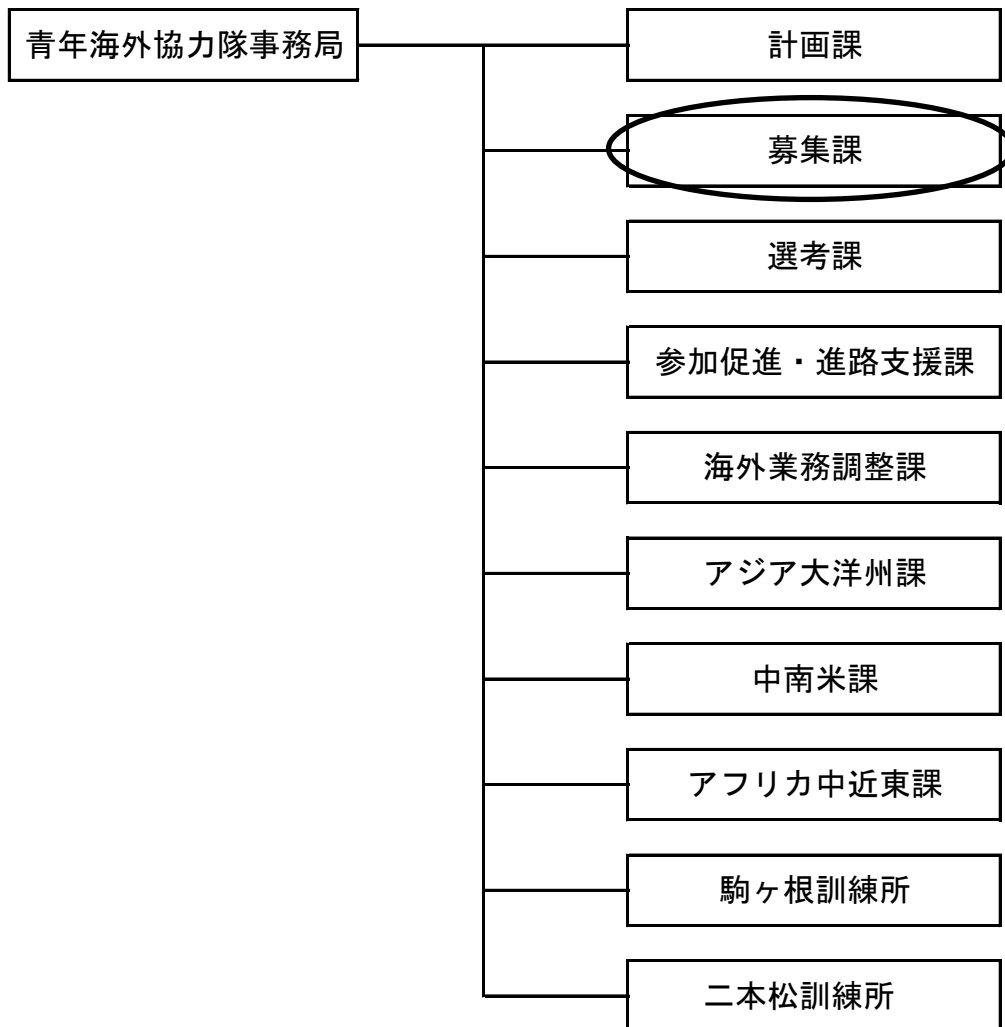 青年海外協力隊事務局
計画課
募集課
選考課
参加促進・進路支援課
海外業務調整課
アジア大洋州課
中南米課
アフリカ中近東課
駒ヶ根訓練所
二本松訓練所